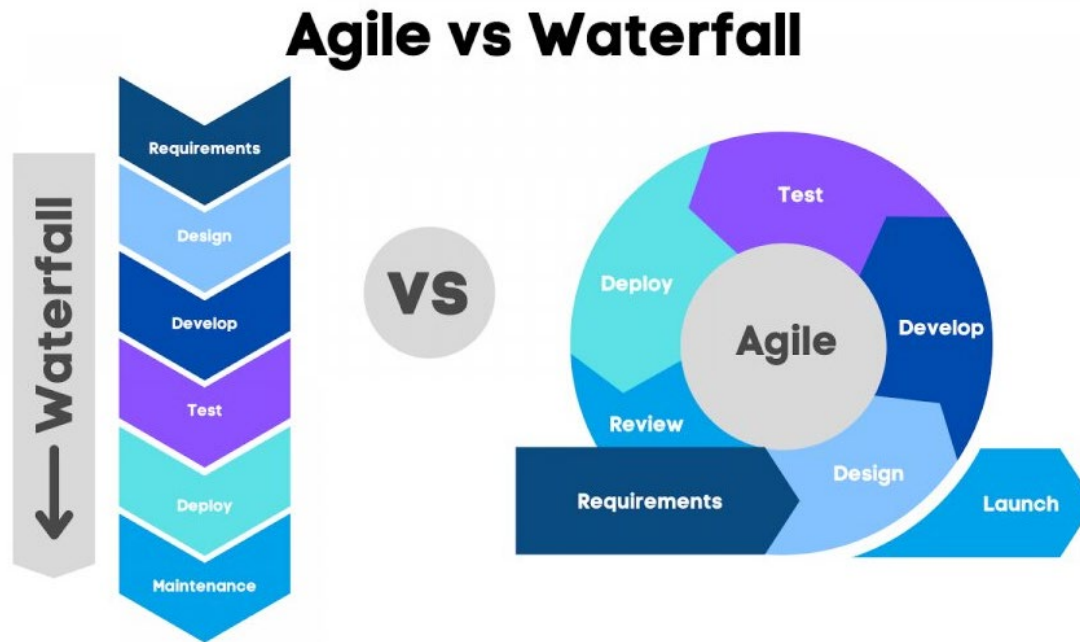 Agile vs Waterfall
Waterfall
Requirements
Design
Develop
Test
Deploy
Maintenance
VS
Agile
Requirements
Design
Develop
Test
Deploy
Review
Launch